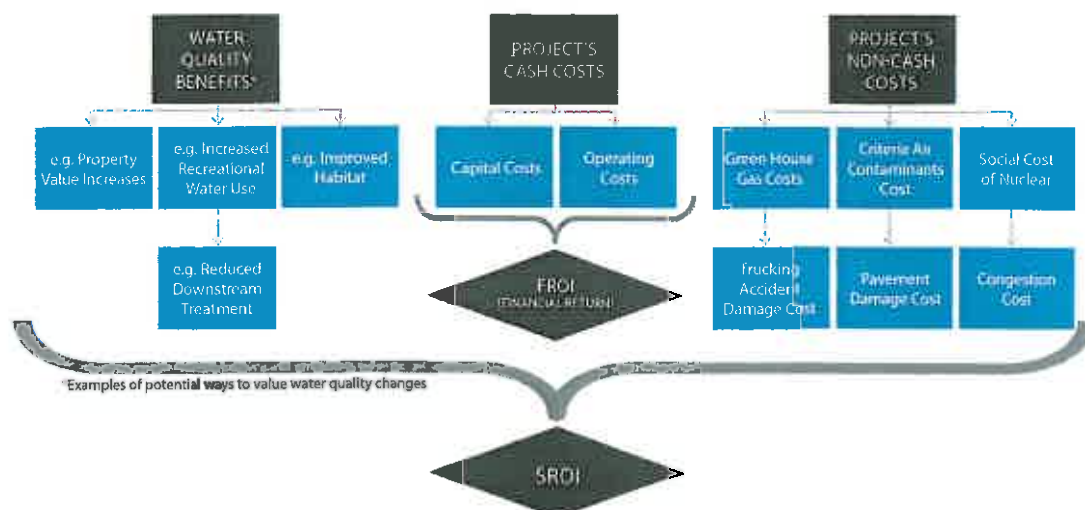 WATER
QUALITY
BENEFITS*
PROJECT'S
CASH COSTS
PROJECT'S
NON-CASH
COSTS
e.g. Property
Value Increases
e.g. Increased
Recreational
Water Use
e.g. Improved
Habitat
Capital Costs
Operating
Costs
Green House
Gas Costs
Criteria Air
Contaminants
Cost
Social Cost
of Nuclear
e.g. Reduced
Downstream
Treatment
FROI
(FINANCIAL RETURN)
Trucking
Accident
Damage Cost
Pavement
Damage Cost
Congestion
Cost
*Examples of potential ways to value water quality changes
SROI